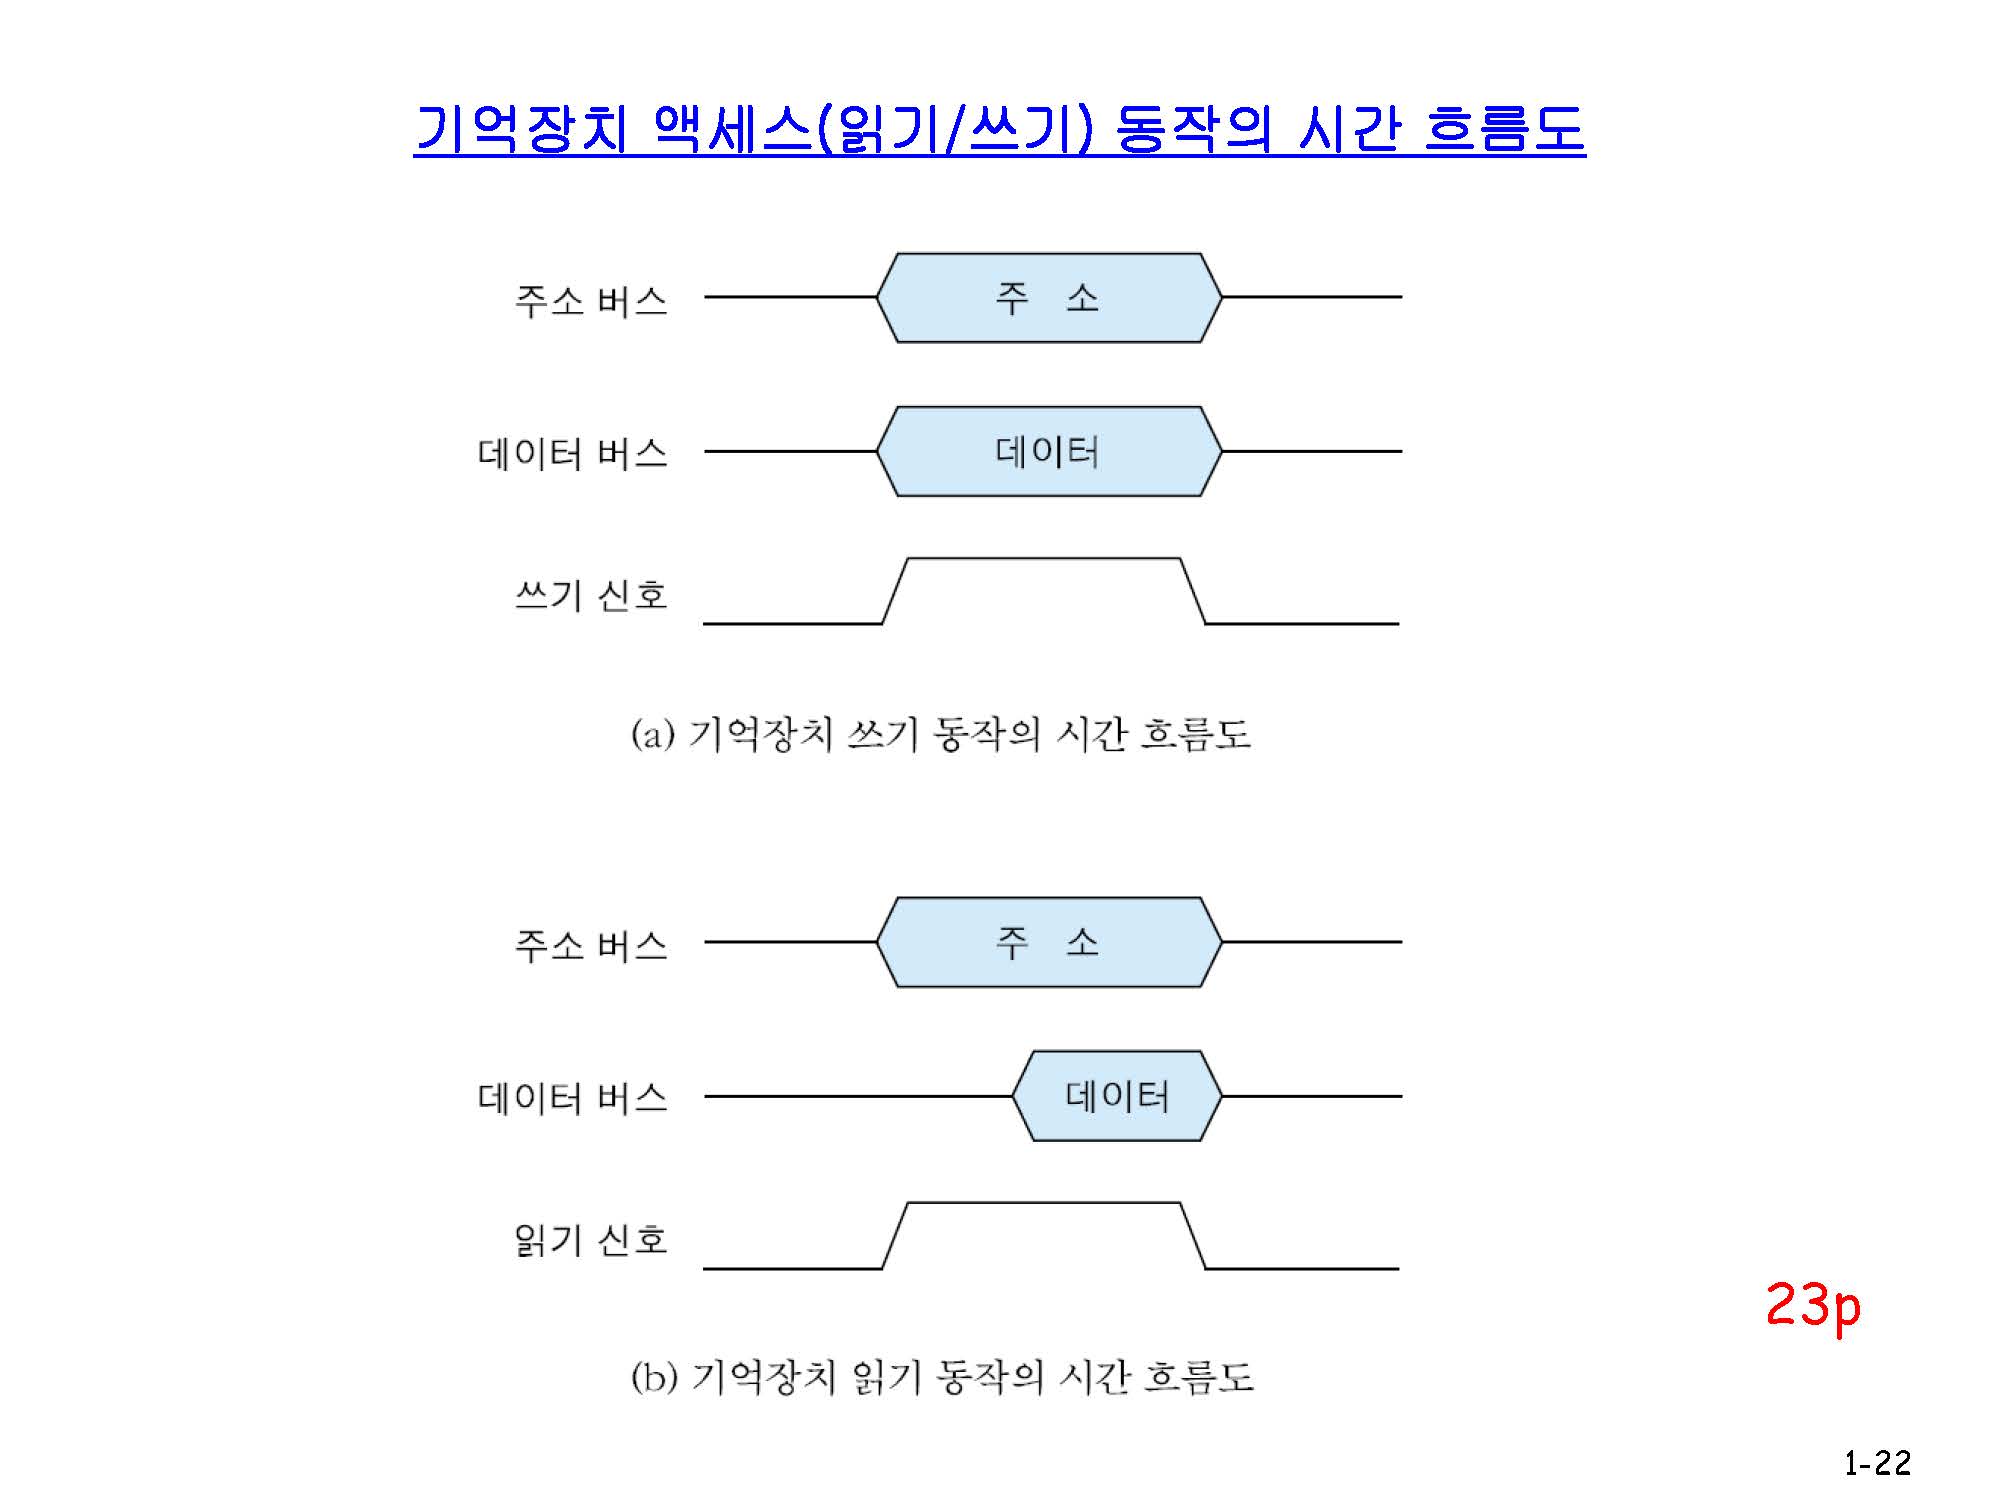 기억장치 액세스(읽기/쓰기) 동작의 시간 흐름도
주소 버스
주 소
데이터 버스
데이터
쓰기 신호
(a) 기억장치 쓰기 동작의 시간 흐름도
주소 버스
주 소
데이터 버스
데이터
읽기 신호
23p
(b) 기억장치 읽기 동작의 시간 흐름도
1-22